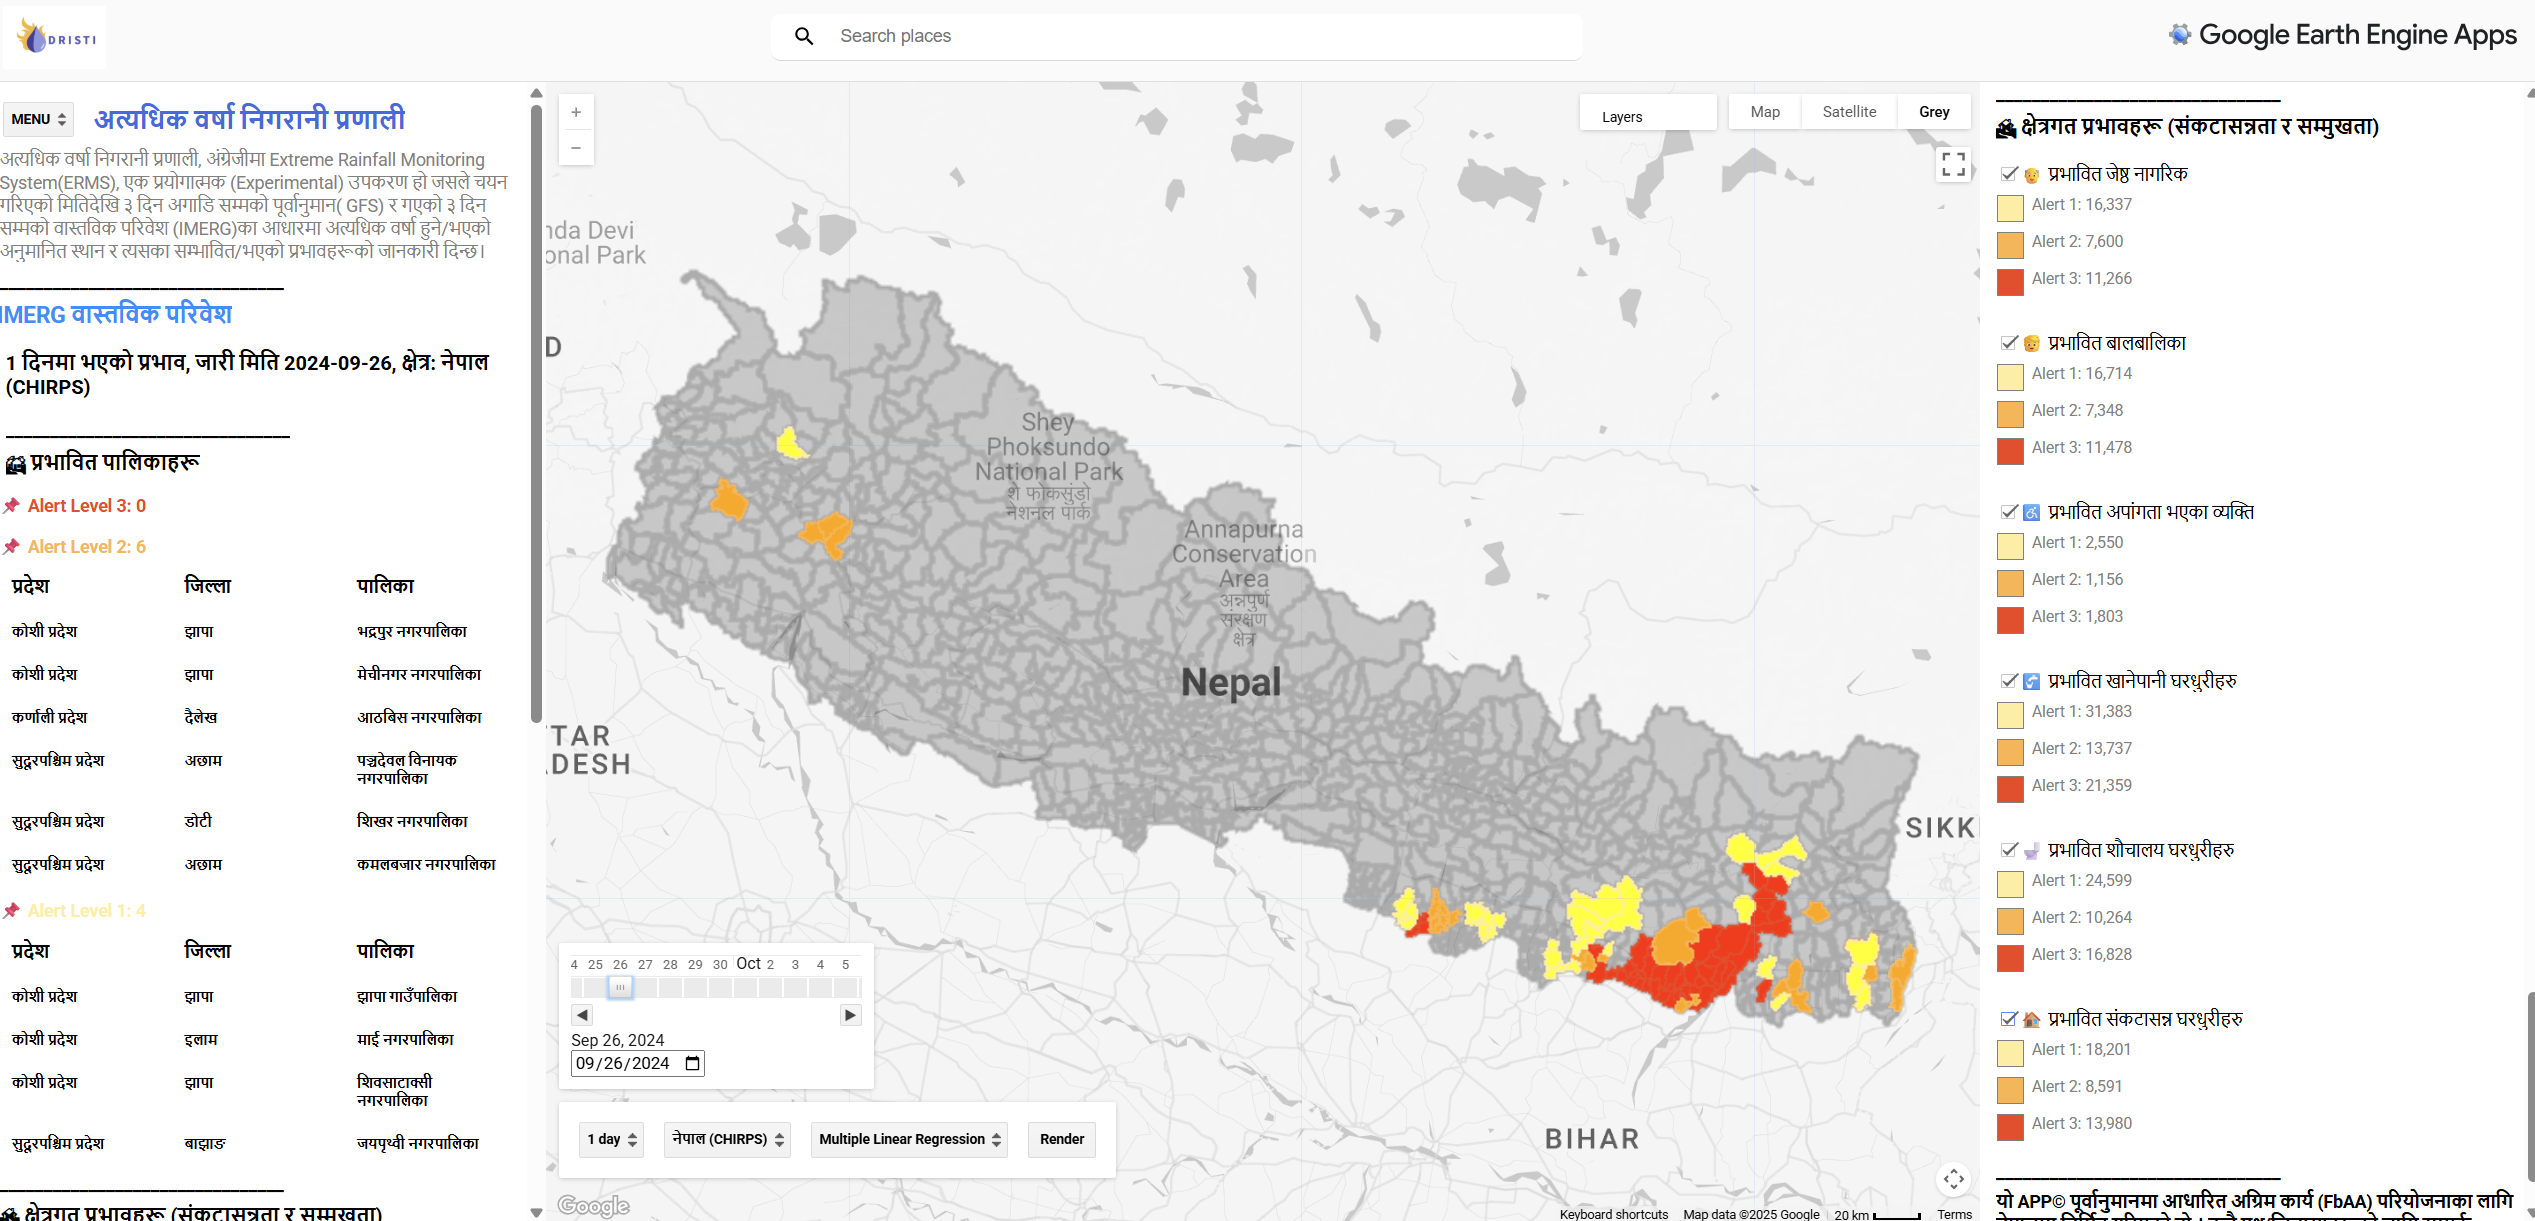 DRISTI
Search places
Google Earth Engine Apps
MENU
अत्यधिक वर्षा निगरानी प्रणाली
अत्यधिक वर्षा निगरानी प्रणाली, अंग्रेजीमा Extreme Rainfall Monitoring
System(ERMS), एक प्रयोगात्मक (Experimental) उपकरण हो जसले चयन
गरिएको मितिदेखि ३ दिन अगाडि सम्मको पूर्वानुमान( GFS) र गएको ३ दिन
सम्मको वास्तविक परिवेश (IMERG)का आधारमा अत्यधिक वर्षा हुने/भएको
अनुमानित स्थान र त्यसका सम्भावित/भएको प्रभावहरूको जानकारी दिन्छ।
IMERG वास्तविक परिवेश
1 दिनमा भएको प्रभाव, जारी मिति 2024-09-26, क्षेत्र: नेपाल
(CHIRPS)
प्रभावित पालिकाहरू
Alert Level 3: 0
Alert Level 2: 6
प्रदेश जिल्ला पालिका
कोशी प्रदेश झापा भद्रपुर नगरपालिका
कोशी प्रदेश झापा मेचीनगर नगरपालिका
कर्णाली प्रदेश दैलेख आठबिस नगरपालिका
सुदूरपश्चिम प्रदेश अछाम पञ्चदेवल विनायक
नगरपालिका
सुदूरपश्चिम प्रदेश डोटी शिखर नगरपालिका
सुदूरपश्चिम प्रदेश अछाम कमलबजार नगरपालिका
Alert Level 1: 4
प्रदेश जिल्ला पालिका
कोशी प्रदेश झापा झापा गाउँपालिका
कोशी प्रदेश इलाम माई नगरपालिका
कोशी प्रदेश झापा शिवसाटाक्सी
नगरपालिका
सुदूरपश्चिम प्रदेश बाझाङ जयपृथ्वी नगरपालिका
क्षेत्रगत प्रभावहरू (संकटासन्नता र सम्मुखता)
+
−
Layers
Map Satellite Grey
nda Devi
onal Park
D
Shey
Phoksundo
National Park
शे फोकसुंडो
नेशनल पार्क
Annapurna
Conservation
Area
अन्नपुर्ण
संरक्षण
क्षेत्र
Nepal
TAR
DESH
SIKK
BIHAR
4 25 26 27 28 29 30 Oct 2 3 4 5
Sep 26, 2024
09/26/2024
1 day नेपाल (CHIRPS) Multiple Linear Regression Render
Google
Keyboard shortcuts Map data ©2025 Google 20 km Terms
क्षेत्रगत प्रभावहरू (संकटासन्नता र सम्मुखता)
प्रभावित जेष्ठ नागरिक
Alert 1: 16,337
Alert 2: 7,600
Alert 3: 11,266
प्रभावित बालबालिका
Alert 1: 16,714
Alert 2: 7,348
Alert 3: 11,478
प्रभावित अपांगता भएका व्यक्ति
Alert 1: 2,550
Alert 2: 1,156
Alert 3: 1,803
प्रभावित खानेपानी घरधुरीहरु
Alert 1: 31,383
Alert 2: 13,737
Alert 3: 21,359
प्रभावित शौचालय घरधुरीहरु
Alert 1: 24,599
Alert 2: 10,264
Alert 3: 16,828
प्रभावित संकटासन्न घरधुरीहरु
Alert 1: 18,201
Alert 2: 8,591
Alert 3: 13,980
यो APP© पूर्वानुमानमा आधारित अग्रिम कार्य (FbAA) परियोजनाका लागि